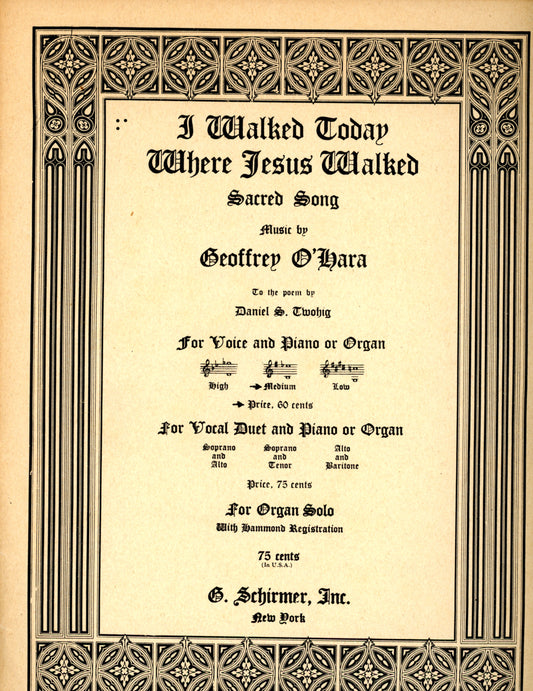 I Walked Today
Where Jesus Walked
Sacred Song
Music by
Geoffrey O'Hara
To the poem by
Daniel S. Twohig
For Voice and Piano or Organ
High Medium Low
Price, 60 cents
For Vocal Duet and Piano or Organ
Soprano and Alto
Soprano and Tenor
Alto and Baritone
Price, 75 cents
For Organ Solo
With Hammond Registration
75 cents
(In U.S.A.)
G. Schirmer, Inc.
New York